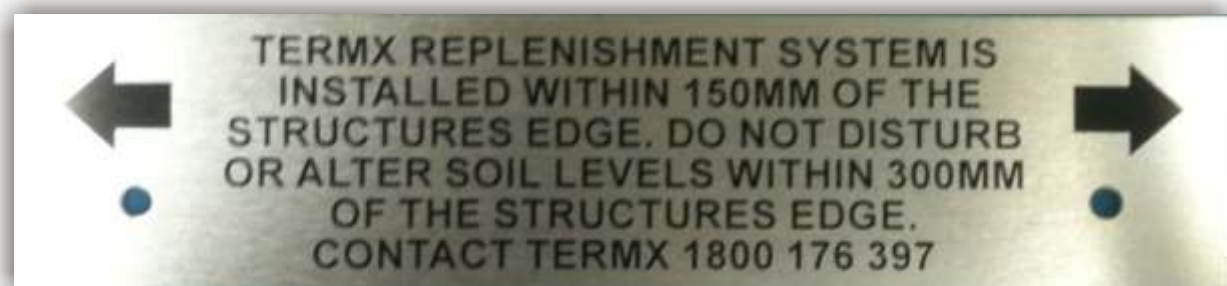 TERMX REPLENISHMENT SYSTEM IS
INSTALLED WITHIN 150MM OF THE
STRUCTURES EDGE. DO NOT DISTURB
OR ALTER SOIL LEVELS WITHIN 300MM
OF THE STRUCTURES EDGE.
CONTACT TERMX 1800 176 397